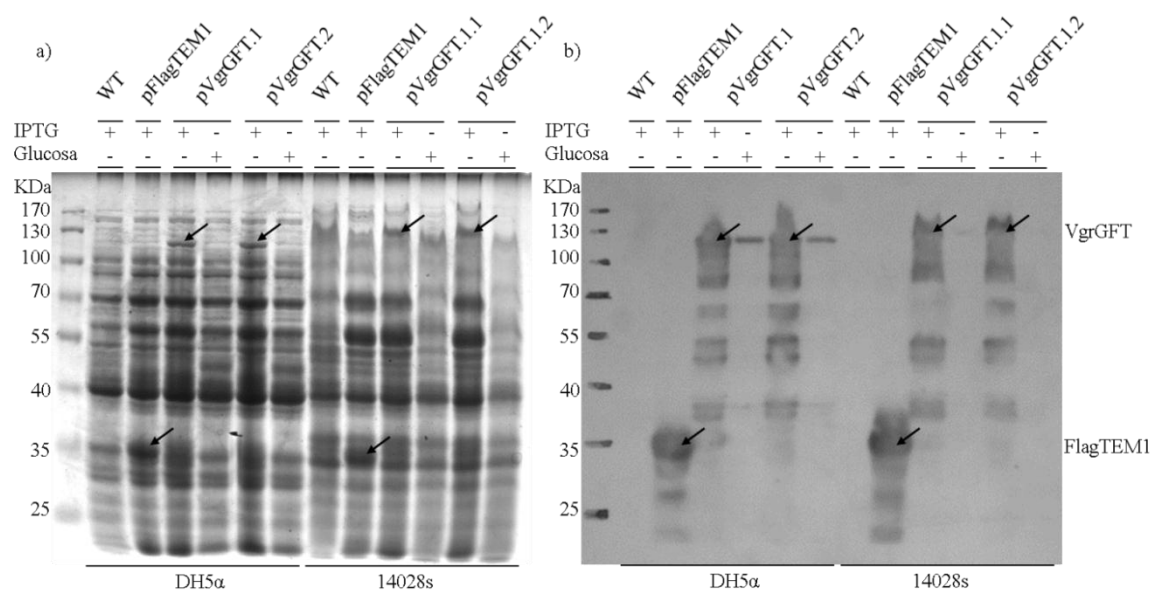 a)
WT
pFlagTEM1
pVgrGFT.1
pVgrGFT.2
WT
pFlagTEM1
pVgrGFT.1.1
pVgrGFT.1.2
IPTG + + + - + - + + + - + -
Glucosa - - - + - + - - - + - +
KDa
170
130
100
70
55
40
35
25
DH5α
14028s
b)
WT
pFlagTEM1
pVgrGFT.1
pVgrGFT.2
WT
pFlagTEM1
pVgrGFT.1.1
pVgrGFT.1.2
IPTG + + + - + - + + + - + -
Glucosa - - - + - + - - - + - +
KDa
170
130
100
70
55
40
35
25
VgrGFT
FlagTEM1
DH5α
14028s